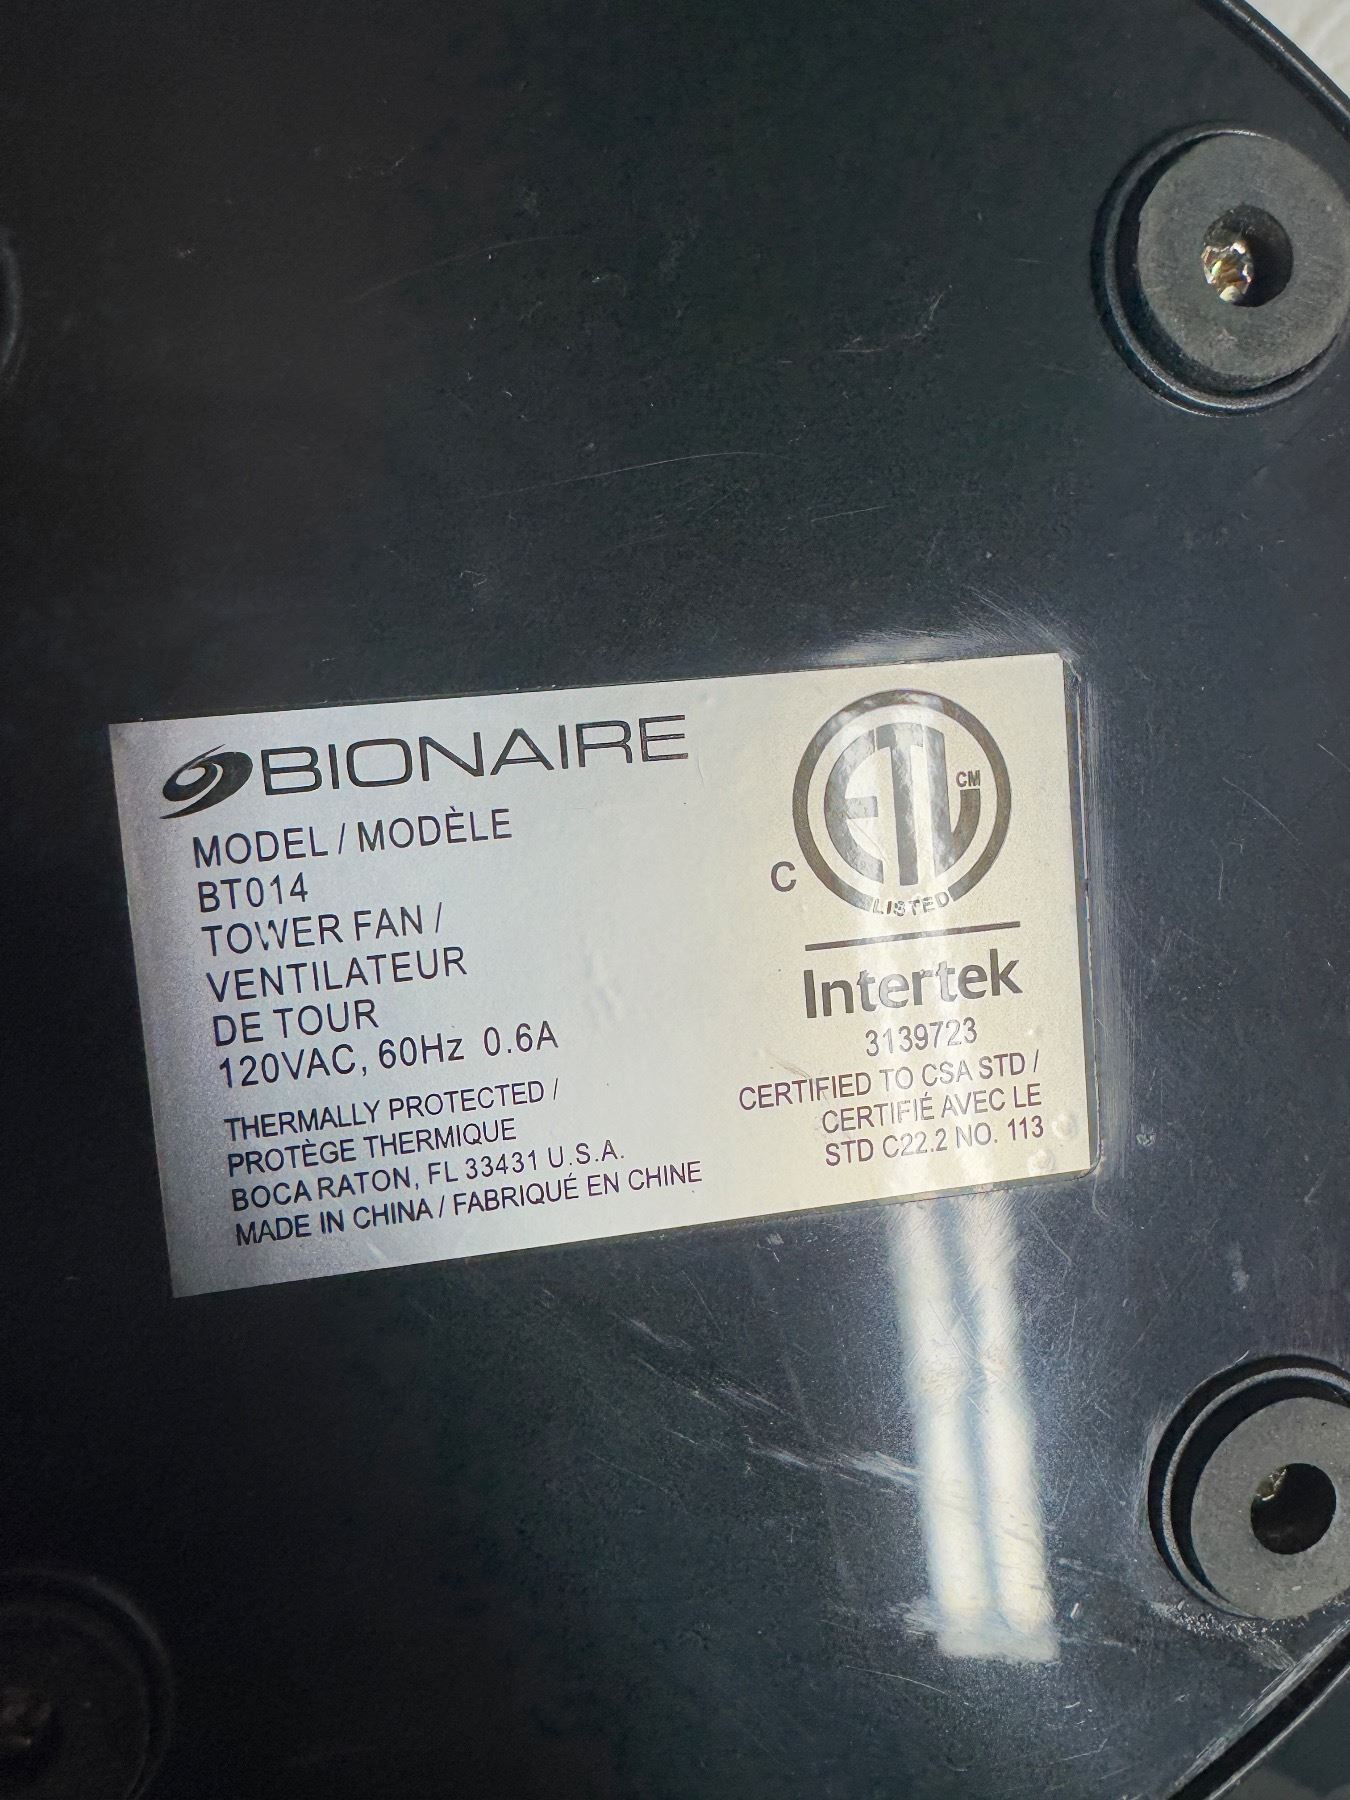 BIONAIRE
MODEL / MODÈLE
BT014
TOWER FAN /
VENTILATEUR
DE TOUR
120VAC, 60Hz 0.6A
THERMALLY PROTECTED /
PROTÈGE THERMIQUE
BOCA RATON, FL 33431 U.S.A.
MADE IN CHINA / FABRIQUÉ EN CHINE
ETL CM
C
LISTED
Intertek
3139723
CERTIFIED TO CSA STD /
CERTIFIÉ AVEC LE
STD C22.2 NO. 113